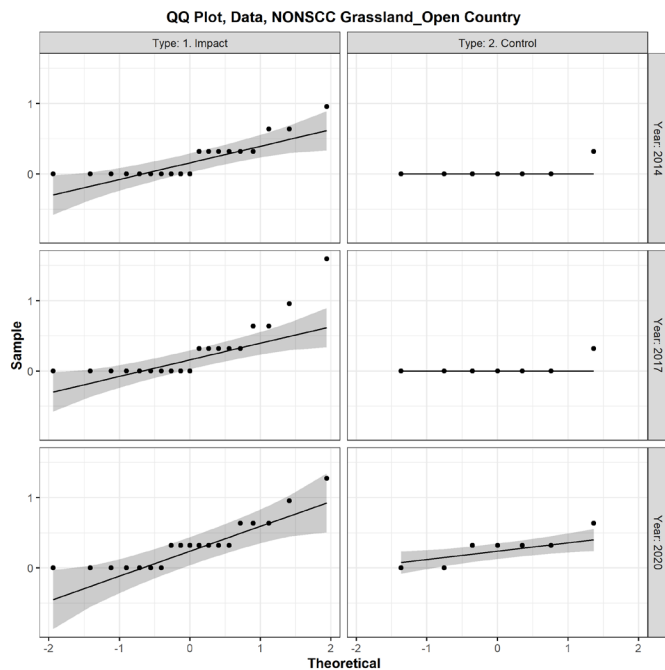 QQ Plot, Data, NONSCC Grassland_Open Country
Type: 1. Impact
Type: 2. Control
1
0
Year: 2014
1
0
Year: 2017
1
0
Year: 2020
Sample
-2 -1 0 1 2
-2 -1 0 1 2
Theoretical